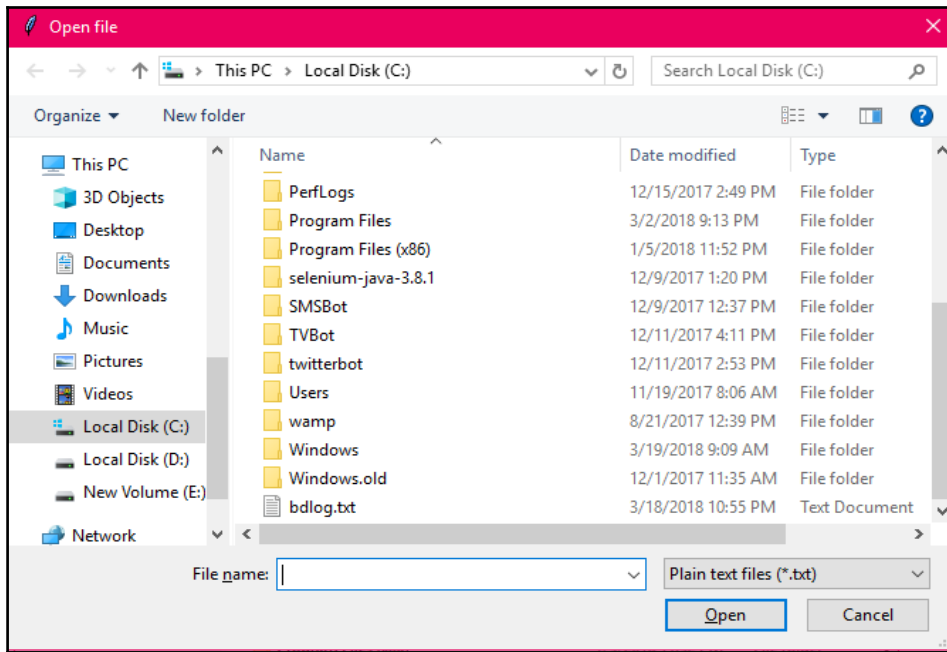 Open file
This PC > Local Disk (C:)
Search Local Disk (C:)
Organize
New folder
This PC
3D Objects
Desktop
Documents
Downloads
Music
Pictures
Videos
Local Disk (C:)
Local Disk (D:)
New Volume (E:)
Network
Name Date modified Type
PerfLogs 12/15/2017 2:49 PM File folder
Program Files 3/2/2018 9:13 PM File folder
Program Files (x86) 1/5/2018 11:52 PM File folder
selenium-java-3.8.1 12/9/2017 1:20 PM File folder
SMSBot 12/9/2017 12:37 PM File folder
TVBot 12/11/2017 4:11 PM File folder
twitterbot 12/11/2017 2:53 PM File folder
Users 11/19/2017 8:06 AM File folder
wamp 8/21/2017 12:39 PM File folder
Windows 3/19/2018 9:09 AM File folder
Windows.old 12/1/2017 11:35 AM File folder
bdlog.txt 3/18/2018 10:55 PM Text Document
File name:
Plain text files (*.txt)
Open
Cancel